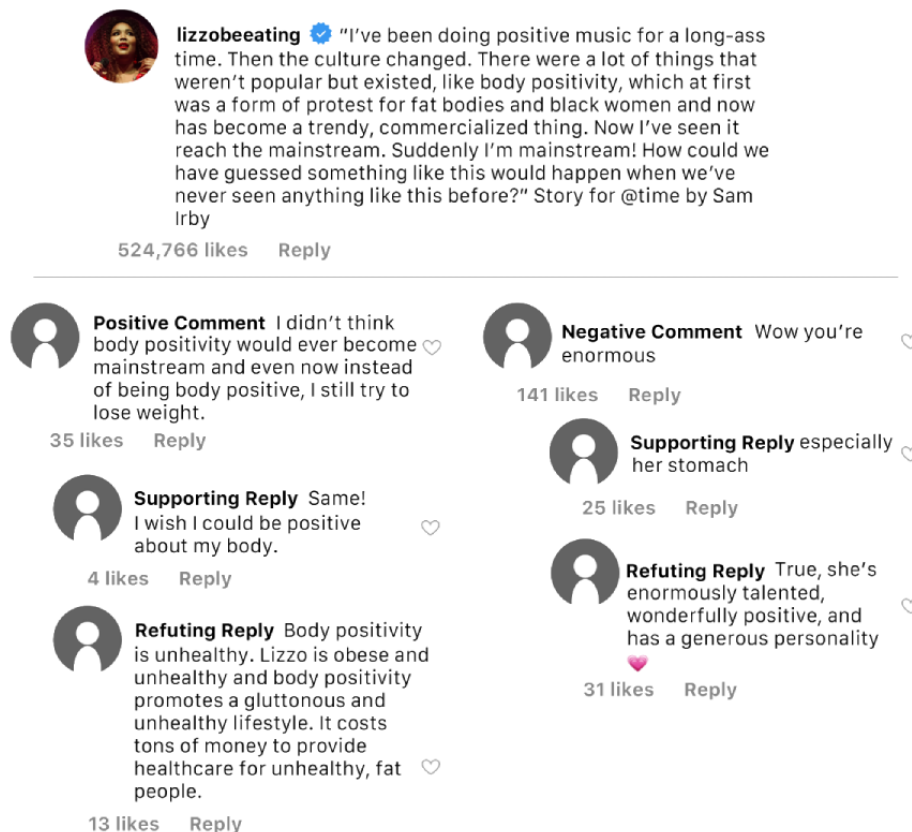 lizzobeeating “I’ve been doing positive music for a long-ass
time. Then the culture changed. There were a lot of things that
weren’t popular but existed, like body positivity, which at first
was a form of protest for fat bodies and black women and now
has become a trendy, commercialized thing. Now I’ve seen it
reach the mainstream. Suddenly I’m mainstream! How could we
have guessed something like this would happen when we’ve
never seen anything like this before?” Story for @time by Sam
Irby
524,766 likes Reply
Positive Comment I didn’t think
body positivity would ever become
mainstream and even now instead
of being body positive, I still try to
lose weight.
35 likes Reply
Supporting Reply Same!
I wish I could be positive
about my body.
4 likes Reply
Refuting Reply Body positivity
is unhealthy. Lizzo is obese and
unhealthy and body positivity
promotes a gluttonous and
unhealthy lifestyle. It costs
tons of money to provide
healthcare for unhealthy, fat
people.
13 likes Reply
Negative Comment Wow you’re
enormous
141 likes Reply
Supporting Reply especially
her stomach
25 likes Reply
Refuting Reply True, she’s
enormously talented,
wonderfully positive, and
has a generous personality
31 likes Reply